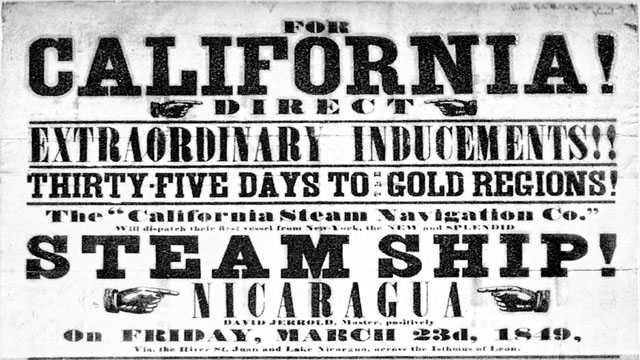 FOR
CALIFORNIA!
DIRECT
EXTRAORDINARY INDUCEMENTS!!
THIRTY-FIVE DAYS TO THE GOLD REGIONS!
The "California Steam Navigation Co."
Will dispatch their first vessel from New-York, the NEW and SPLENDID
STEAM SHIP!
NICARAGUA
DAVID JERROLD, Master, positively
On FRIDAY, MARCH 23d, 1849,
Via. the River St. Juan and Lake Nicaragua, across the Isthmus of Leon.